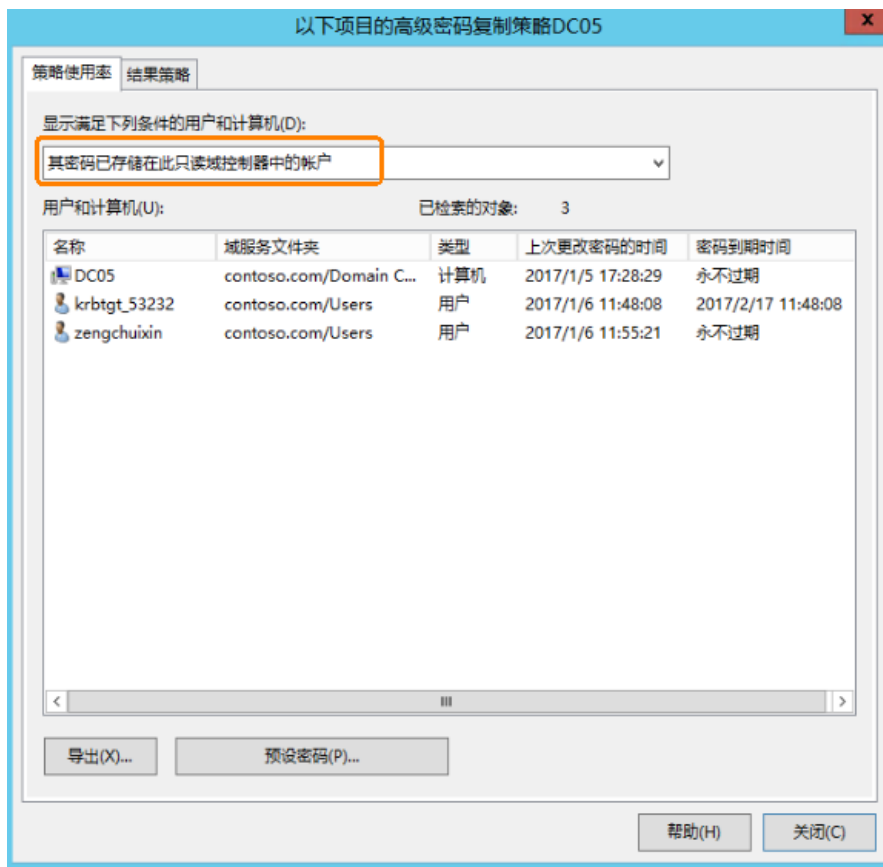 以下项目的高级密码复制策略DC05
x
策略使用率 结果策略
显示满足下列条件的用户和计算机(D):
其密码已存储在此只读域控制器中的帐户
用户和计算机(U): 已检索的对象: 3
名称 域服务文件夹 类型 上次更改密码的时间 密码到期时间
DC05 contoso.com/Domain C... 计算机 2017/1/5 17:28:29 永不过期
krbtgt_53232 contoso.com/Users 用户 2017/1/6 11:48:08 2017/2/17 11:48:08
zengchuixin contoso.com/Users 用户 2017/1/6 11:55:21 永不过期
导出(X)... 预设密码(P)...
帮助(H) 关闭(C)